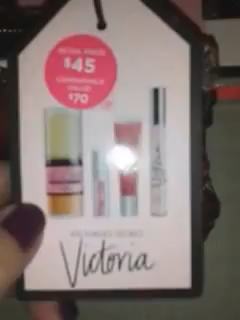 RETAIL PRICE
$45
COMPARABLE
VALUE
$70
VICTORIA'S SECRET
Victoria